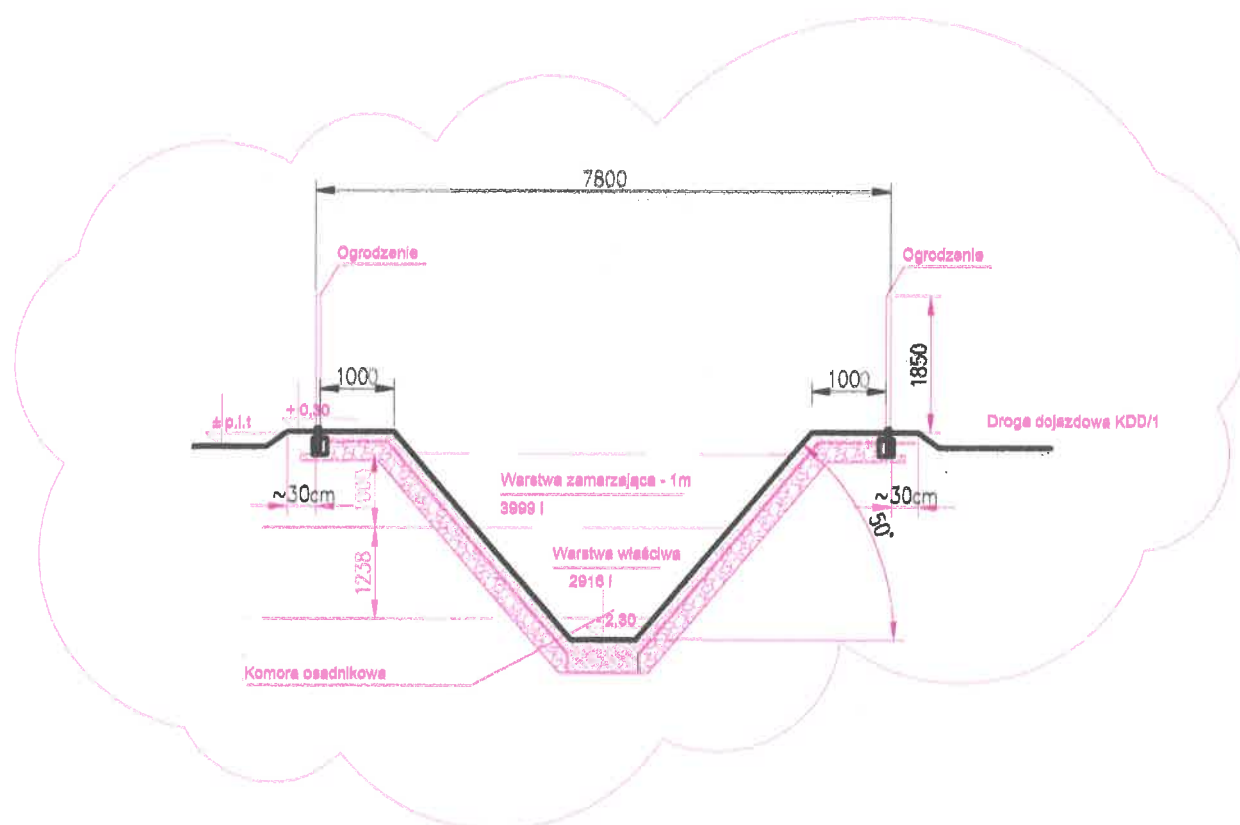 7800
Ogrodzenie
Ogrodzenie
1850
1000
1000
+ 0,30
± p.l.t
Droga dojazdowa KDD/1
Warstwa zamarzająca - 1m
3999 l
~30cm
1000
~30cm
50°
Warstwa właściwa
2916 l
1238
- 2,80
Komora osadnikowa